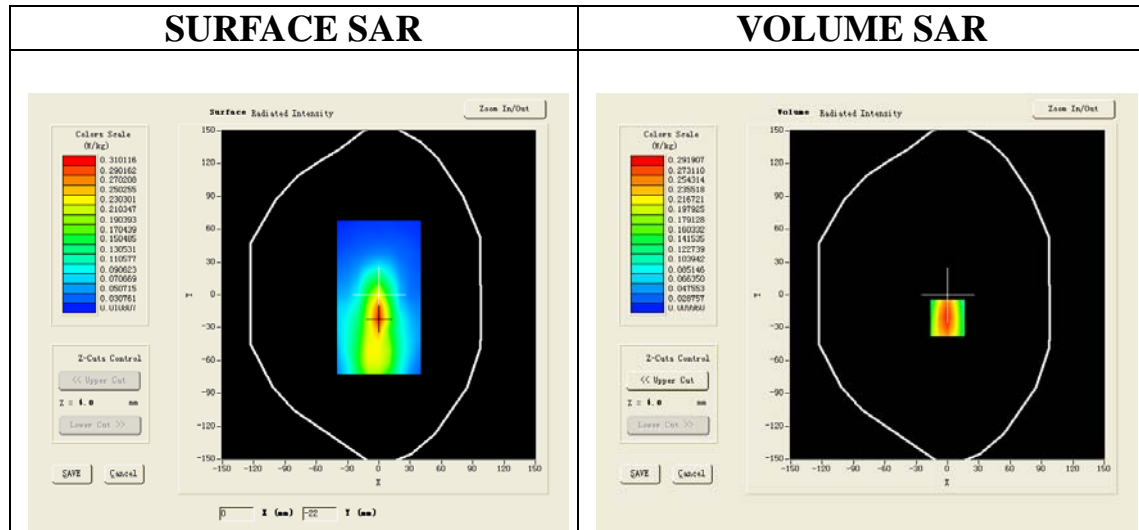 SURFACE SAR
VOLUME SAR
Surface Radiated Intensity
Zoom In/Out
Colors Scale
(W/kg)
0.310116
0.290162
0.270208
0.250255
0.230301
0.210347
0.190393
0.170439
0.150485
0.130531
0.110577
0.090623
0.070669
0.050715
0.030761
0.010807
150
120
90
60
30
0
-30
-60
-90
-120
-150
Y
-150 -120 -90 -60 -30 0 30 60 90 120 150
X
Z-Cuts Control
<< Upper Cut
Z = 4.0 mm
Lower Cut >>
SAVE Cancel
0 X (mm) -22 Y (mm)
Volume Radiated Intensity
Zoom In/Out
Colors Scale
(W/kg)
0.291907
0.273110
0.254314
0.235518
0.216721
0.197925
0.179128
0.160332
0.141535
0.122739
0.103942
0.085146
0.066350
0.047553
0.028757
0.009960
150
120
90
60
30
0
-30
-60
-90
-120
-150
Y
-150 -120 -90 -60 -30 0 30 60 90 120 150
X
Z-Cuts Control
<< Upper Cut
Z = 4.0 mm
Lower Cut >>
SAVE Cancel